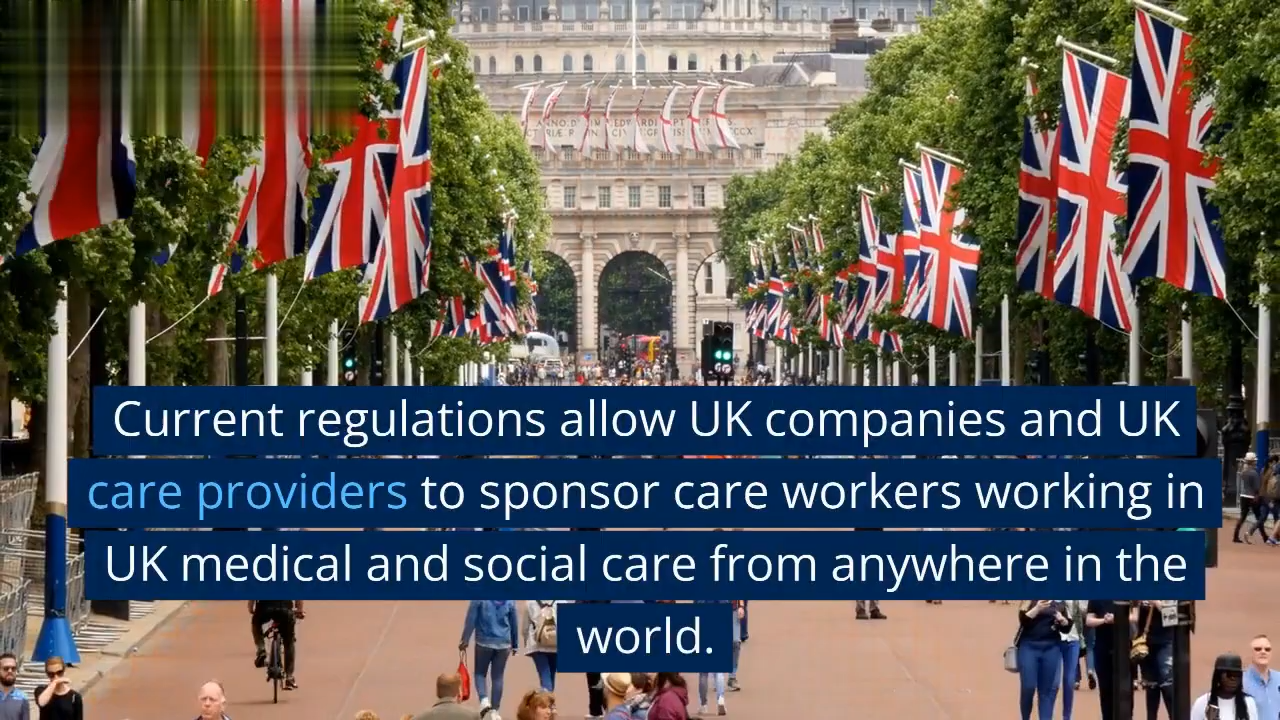 Current regulations allow UK companies and UK
care providers to sponsor care workers working in
UK medical and social care from anywhere in the
world.